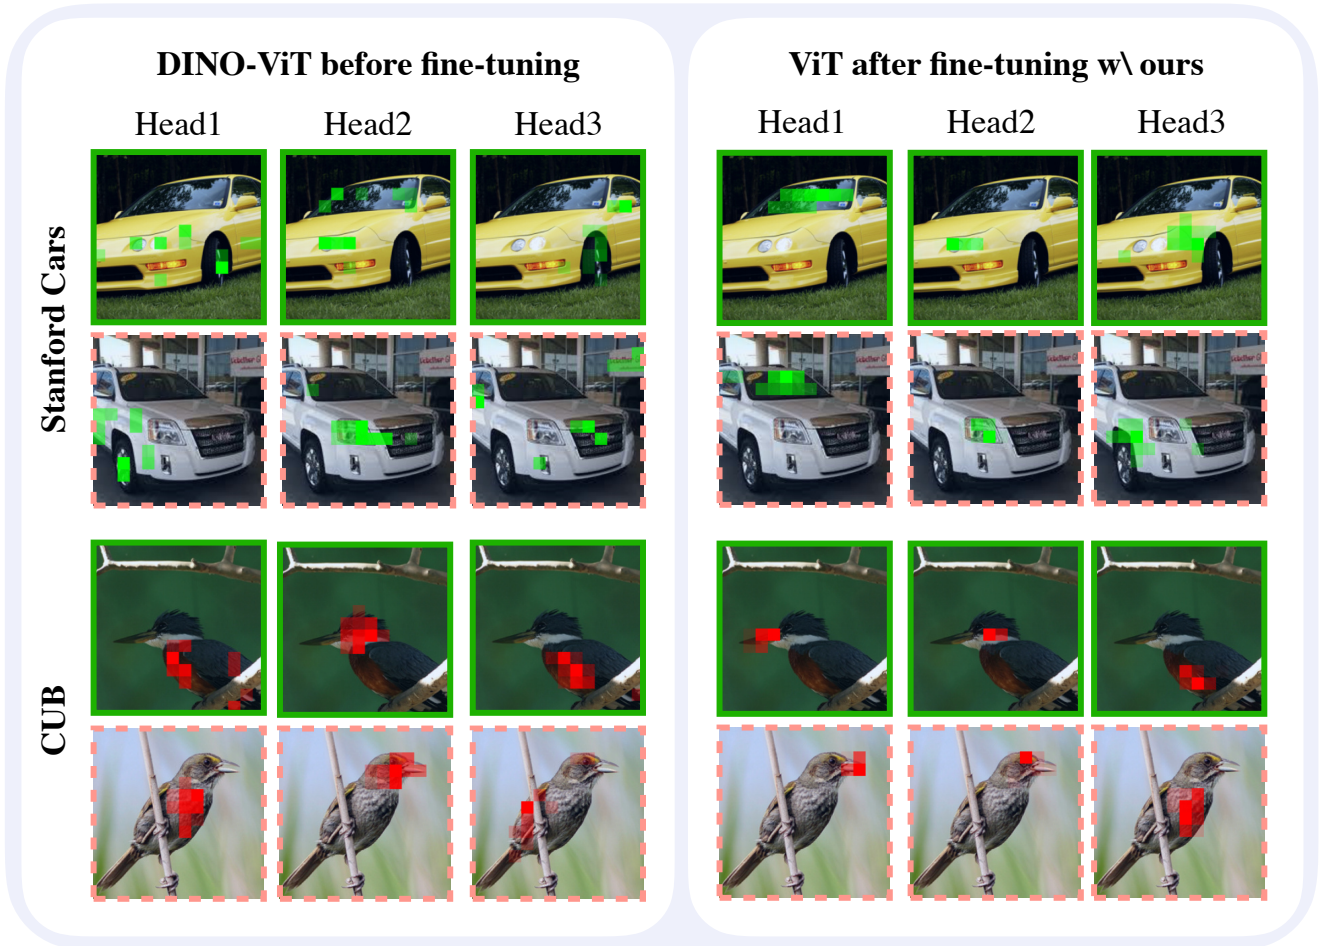 DINO-ViT before fine-tuning
ViT after fine-tuning w\ ours
Head1
Head2
Head3
Head1
Head2
Head3
Stanford Cars
CUB